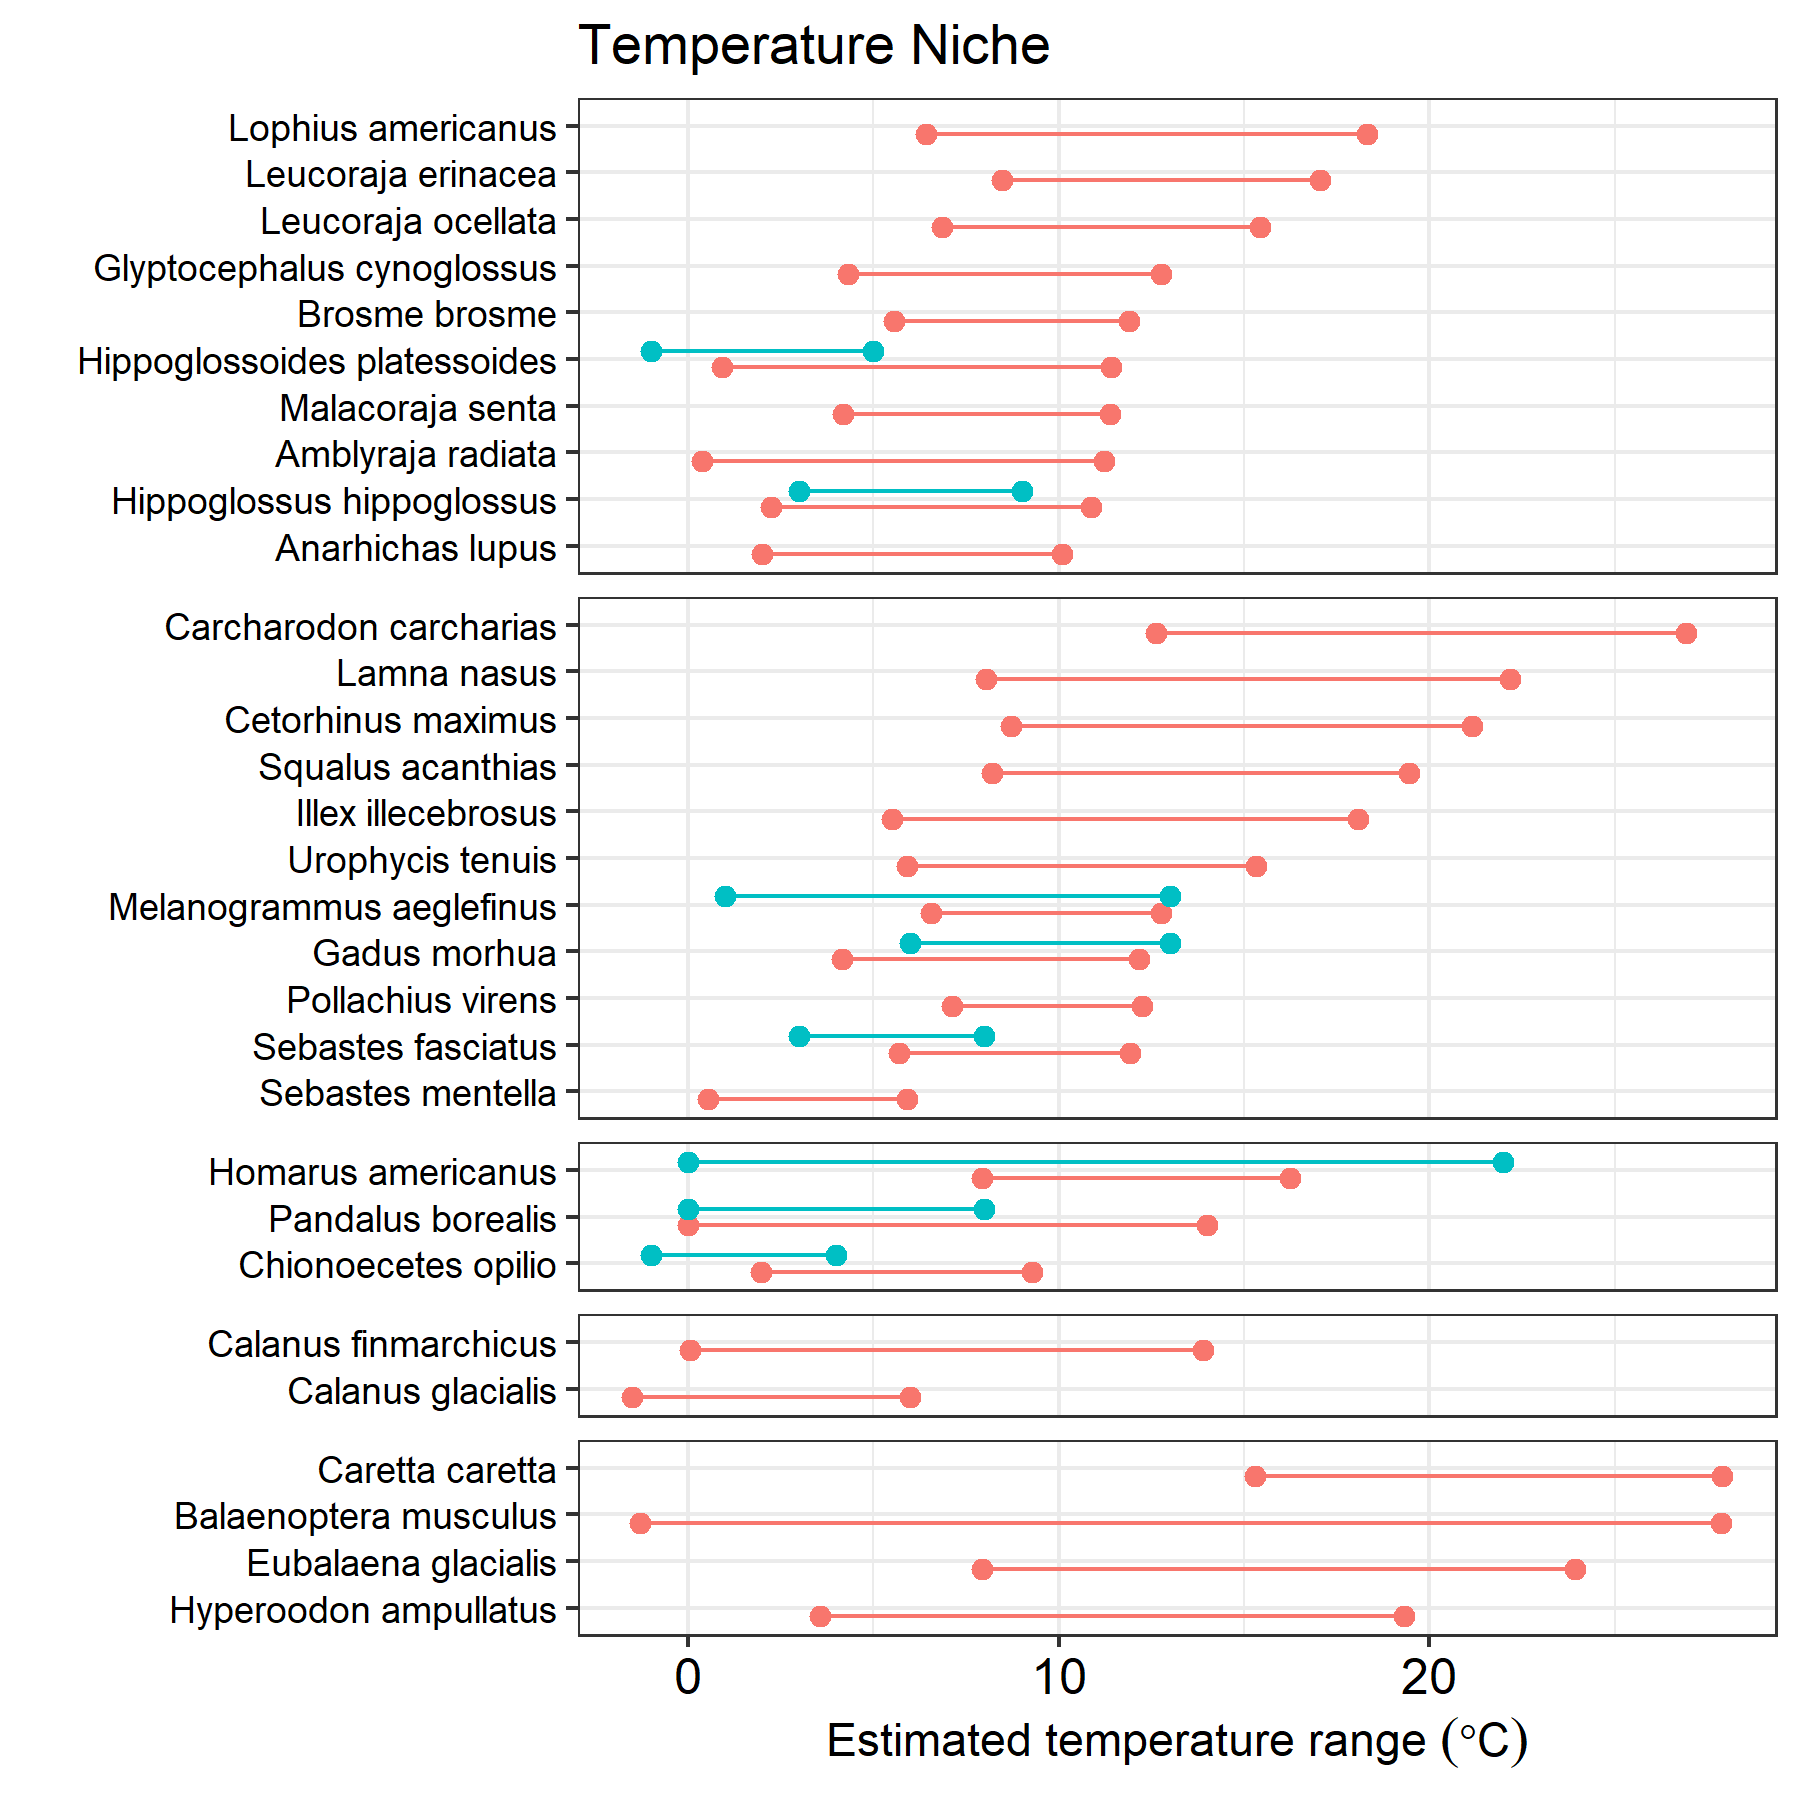 Temperature Niche
Lophius americanus
Leucoraja erinacea
Leucoraja ocellata
Glyptocephalus cynoglossus
Brosme brosme
Hippoglossoides platessoides
Malacoraja senta
Amblyraja radiata
Hippoglossus hippoglossus
Anarhichas lupus
Carcharodon carcharias
Lamna nasus
Cetorhinus maximus
Squalus acanthias
Illex illecebrosus
Urophycis tenuis
Melanogrammus aeglefinus
Gadus morhua
Pollachius virens
Sebastes fasciatus
Sebastes mentella
Homarus americanus
Pandalus borealis
Chionoecetes opilio
Calanus finmarchicus
Calanus glacialis
Caretta caretta
Balaenoptera musculus
Eubalaena glacialis
Hyperoodon ampullatus
0 10 20
Estimated temperature range (°C)